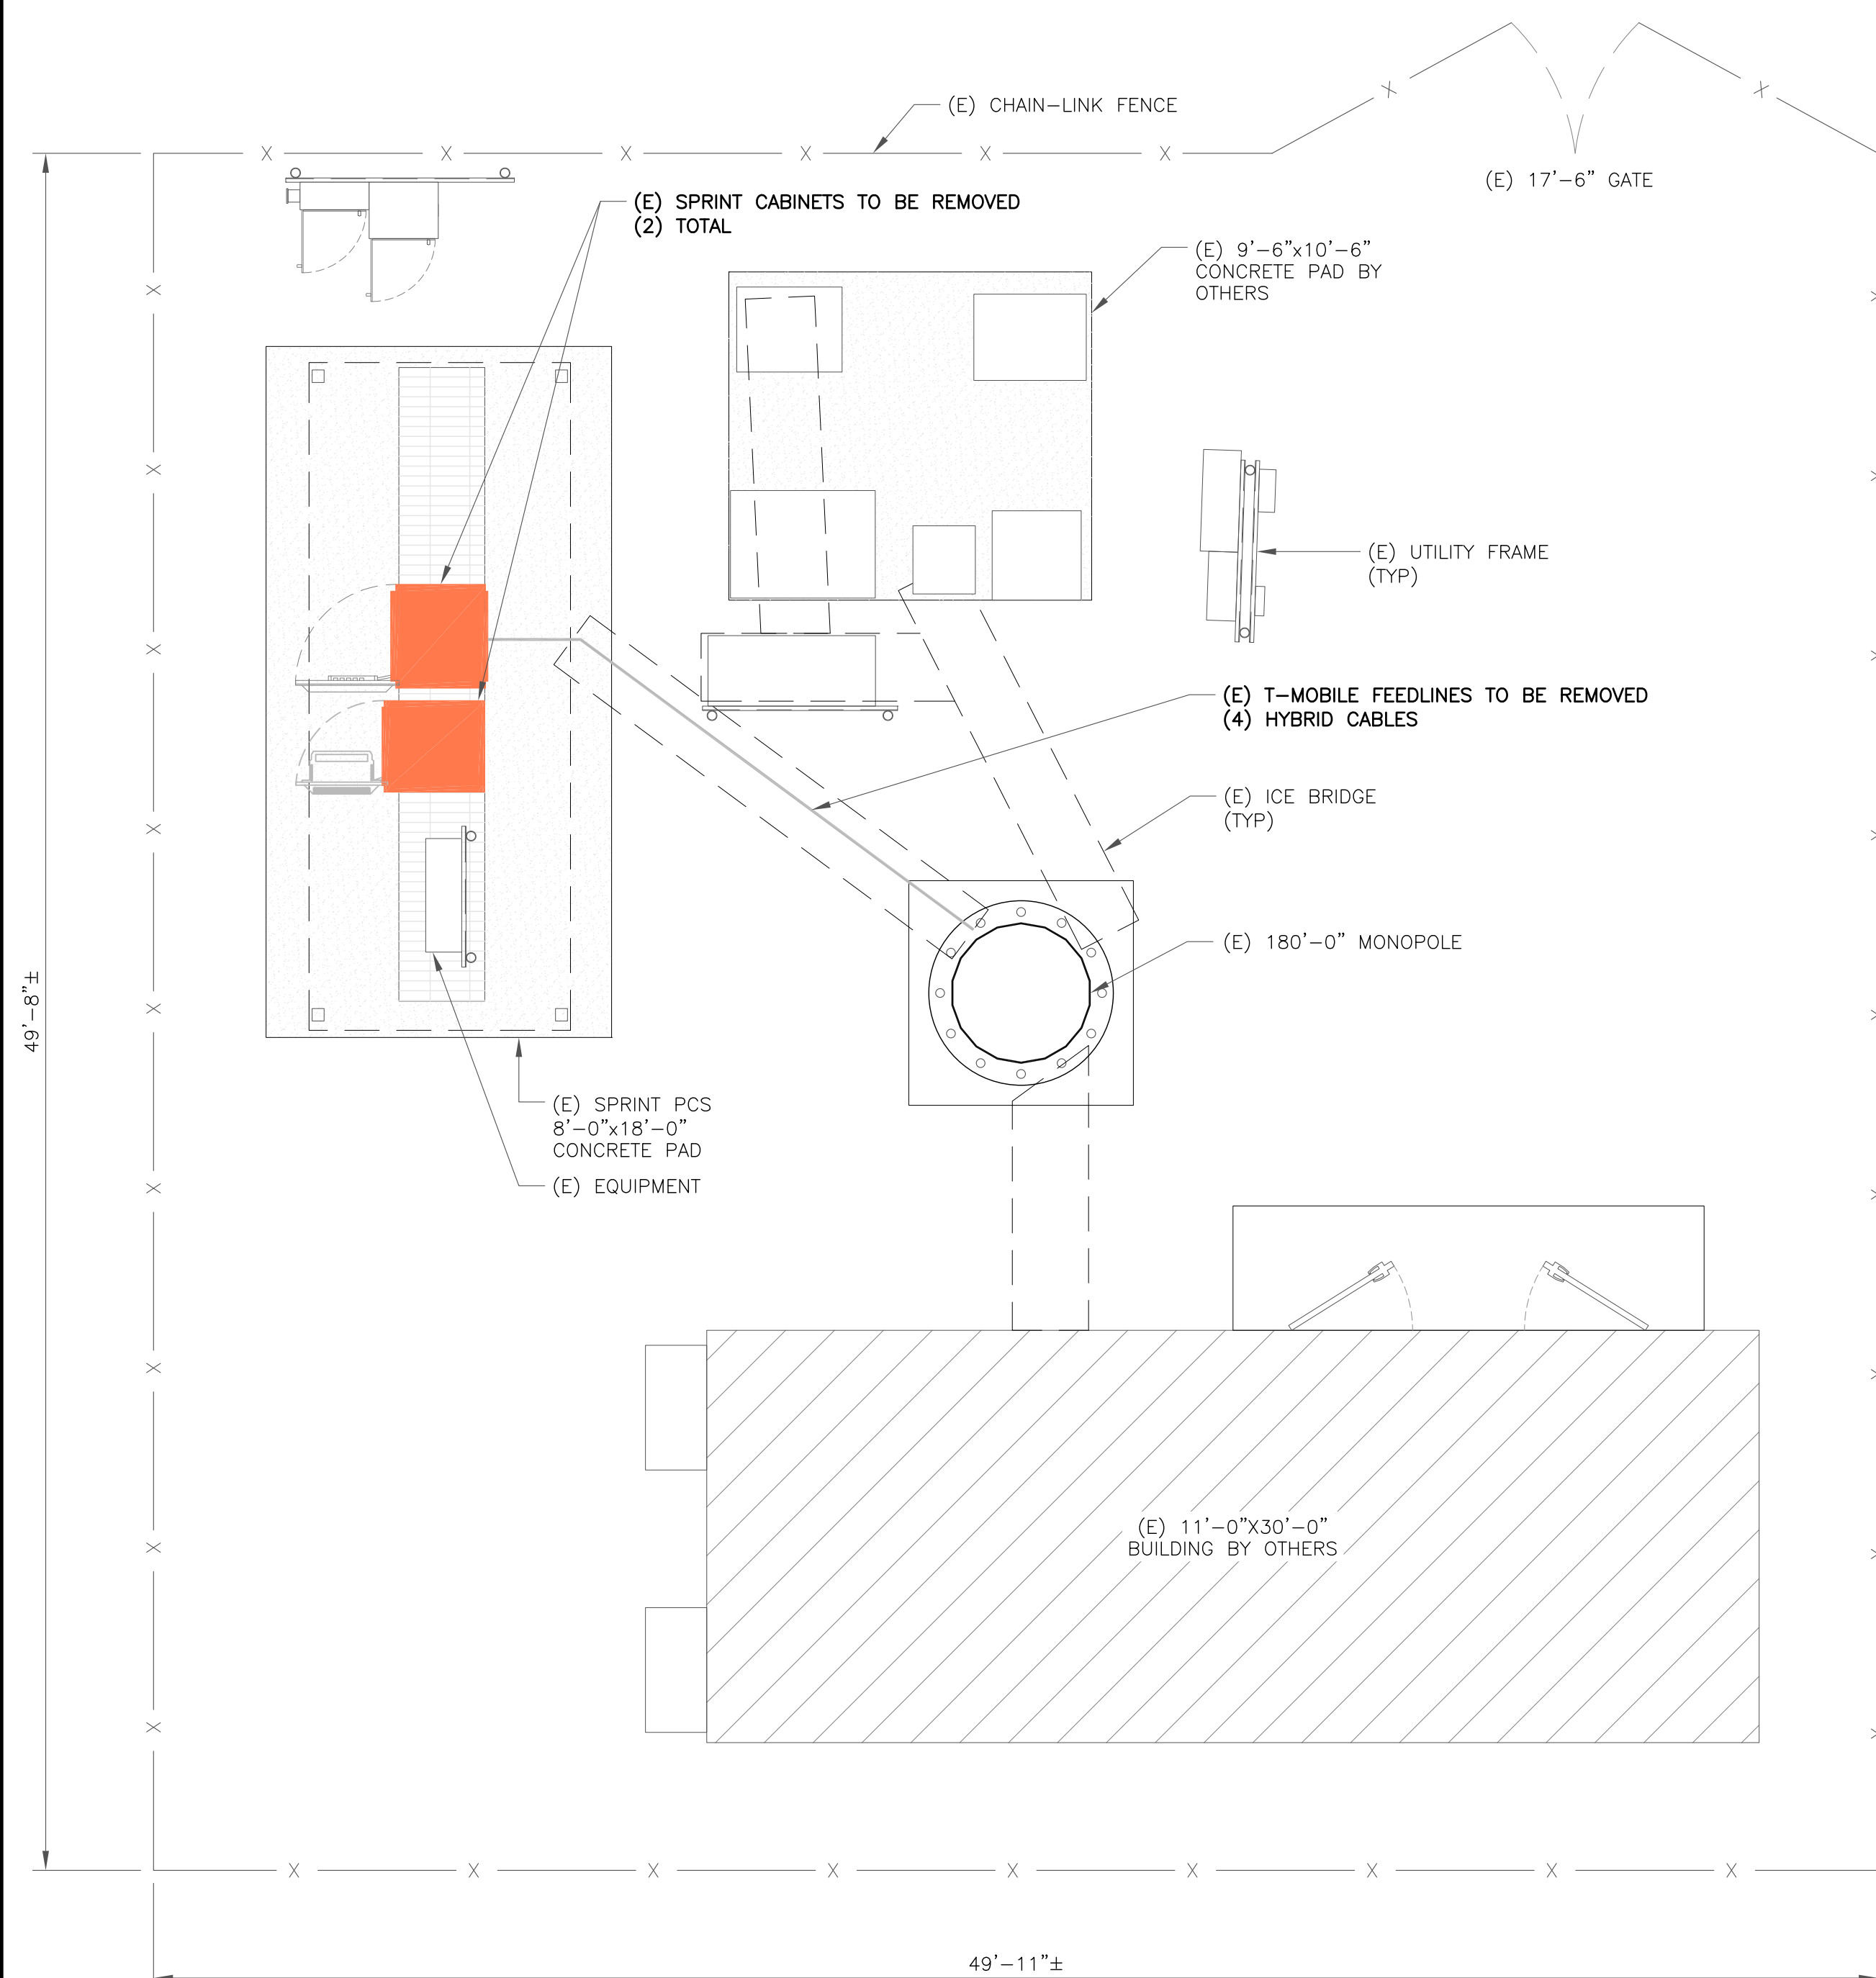 (E) CHAIN-LINK FENCE
(E) 17'-6" GATE
(E) SPRINT CABINETS TO BE REMOVED
(2) TOTAL
(E) 9'-6"x10'-6"
CONCRETE PAD BY
OTHERS
(E) UTILITY FRAME
(TYP)
(E) T-MOBILE FEEDLINES TO BE REMOVED
(4) HYBRID CABLES
(E) ICE BRIDGE
(TYP)
(E) 180'-0" MONOPOLE
49'-8"±
(E) SPRINT PCS
8'-0"x18'-0"
CONCRETE PAD
(E) EQUIPMENT
(E) 11'-0"X30'-0"
BUILDING BY OTHERS
49'-11"±